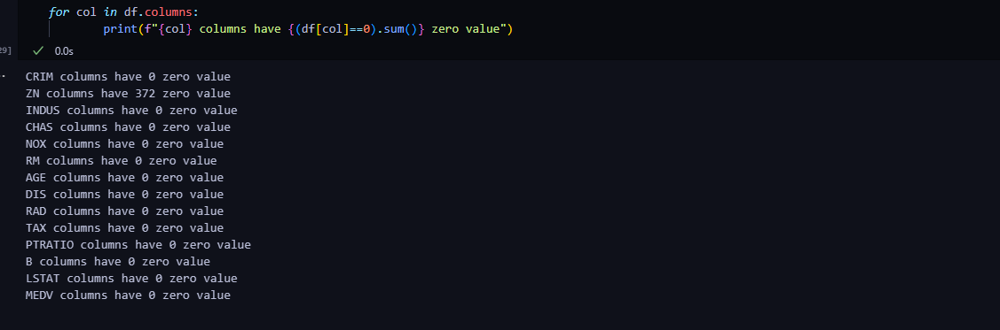 for col in df.columns:
print(f"{col} columns have {(df[col]==0).sum()} zero value")
29]
0.0s
CRIM columns have 0 zero value
ZN columns have 372 zero value
INDUS columns have 0 zero value
CHAS columns have 0 zero value
NOX columns have 0 zero value
RM columns have 0 zero value
AGE columns have 0 zero value
DIS columns have 0 zero value
RAD columns have 0 zero value
TAX columns have 0 zero value
PTRATIO columns have 0 zero value
B columns have 0 zero value
LSTAT columns have 0 zero value
MEDV columns have 0 zero value